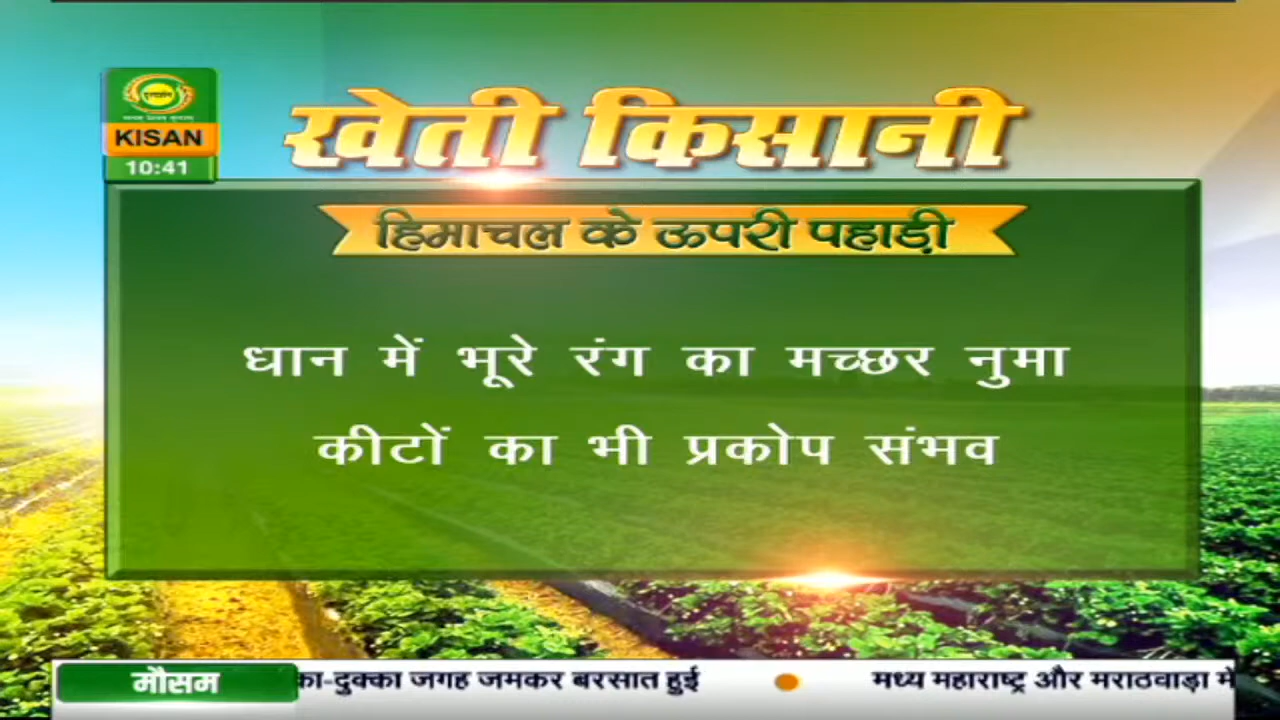 खेती किसानी
KISAN
10:41
हिमाचल के ऊपरी पहाड़ी
धान में भूरे रंग का मच्छर नुमा
कीटों का भी प्रकोप संभव
मौसम
का-दुक्का जगह जमकर बरसात हुई
मध्य महाराष्ट्र और मराठवाड़ा में